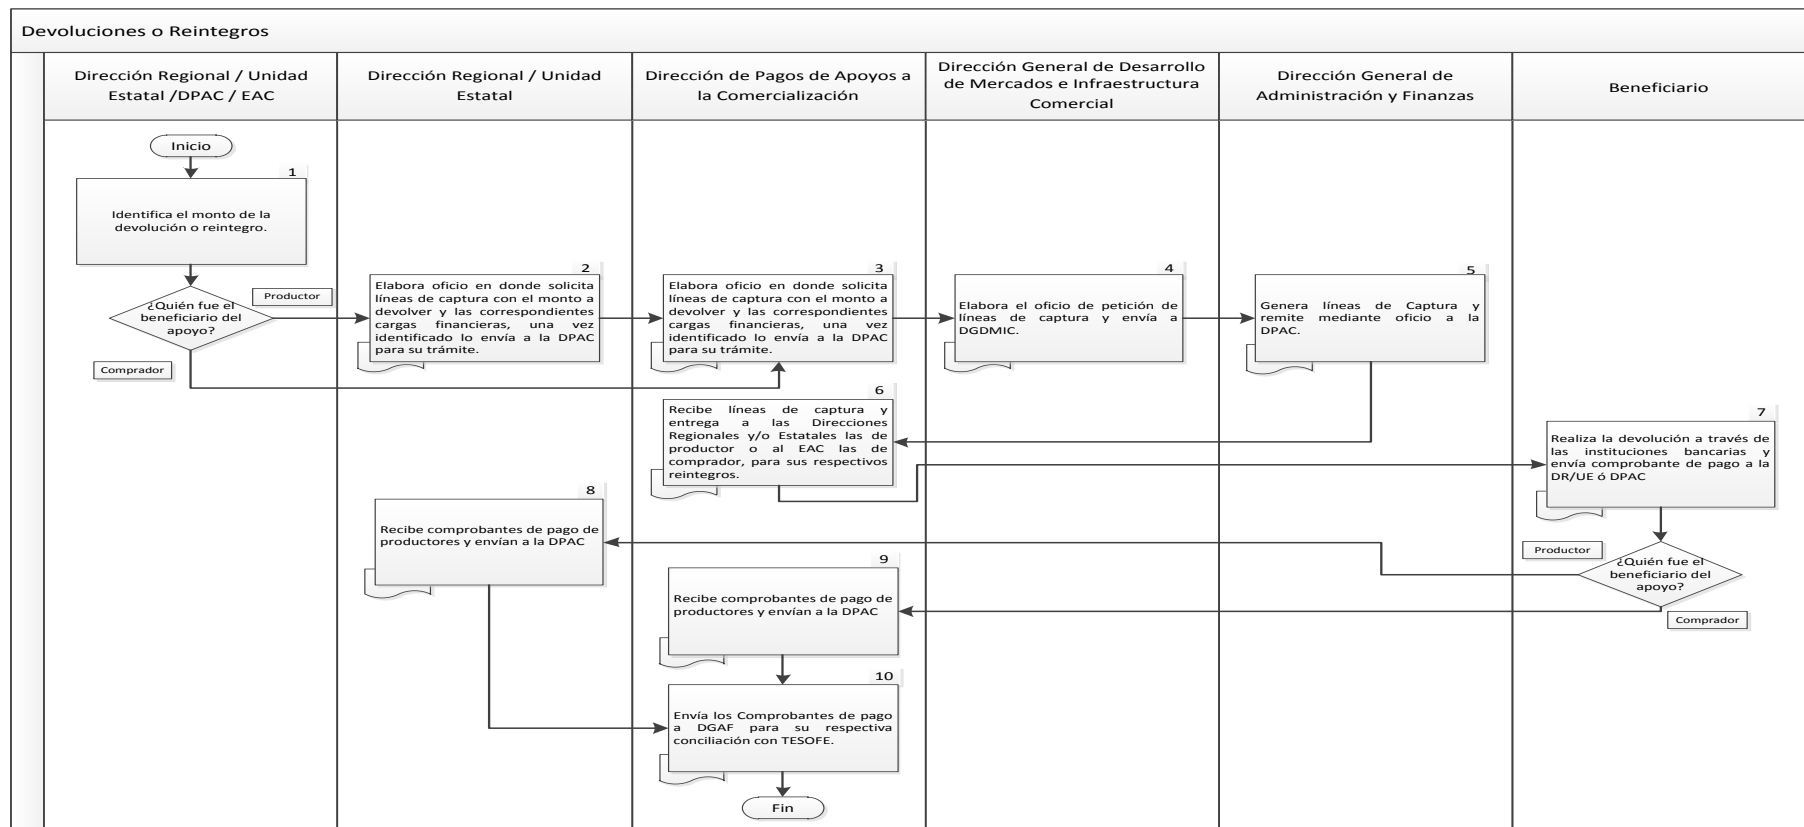 Devoluciones o Reintegros
Dirección Regional / Unidad
Estatal /DPAC / EAC
Dirección Regional / Unidad
Estatal
Dirección de Pagos de Apoyos a
la Comercialización
Dirección General de Desarrollo
de Mercados e Infraestructura
Comercial
Dirección General de
Administración y Finanzas
Beneficiario
Inicio
1
Identifica el monto de la
devolución o reintegro.
¿Quién fue el
beneficiario del
apoyo?
Productor
Comprador
2
Elabora oficio en donde solicita
líneas de captura con el monto a
devolver y las correspondientes
cargas financieras, una vez
identificado lo envía a la DPAC
para su trámite.
3
Elabora oficio en donde solicita
líneas de captura con el monto a
devolver y las correspondientes
cargas financieras, una vez
identificado lo envía a la DPAC
para su trámite.
4
Elabora el oficio de petición de
líneas de captura y envía a
DGDMIC.
5
Genera líneas de Captura y
remite mediante oficio a la
DPAC.
6
Recibe líneas de captura y
entrega a las Direcciones
Regionales y/o Estatales las de
productor o al EAC las de
comprador, para sus respectivos
reintegros.
7
Realiza la devolución a través de
las instituciones bancarias y
envía comprobante de pago a la
DR/UE ó DPAC
¿Quién fue el
beneficiario del
apoyo?
Productor
Comprador
8
Recibe comprobantes de pago de
productores y envían a la DPAC
9
Recibe comprobantes de pago de
productores y envían a la DPAC
10
Envía los Comprobantes de pago
a DGAF para su respectiva
conciliación con TESOFE.
Fin